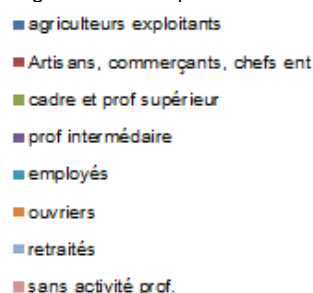 agriculteurs exploitants
Artisans, commerçants, chefs ent
cadre et prof supérieur
prof intermédaire
employés
ouvriers
retraités
sans activité prof.